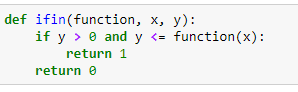 def ifin(function, x, y):
    if y > 0 and y <= function(x):
        return 1
    return 0